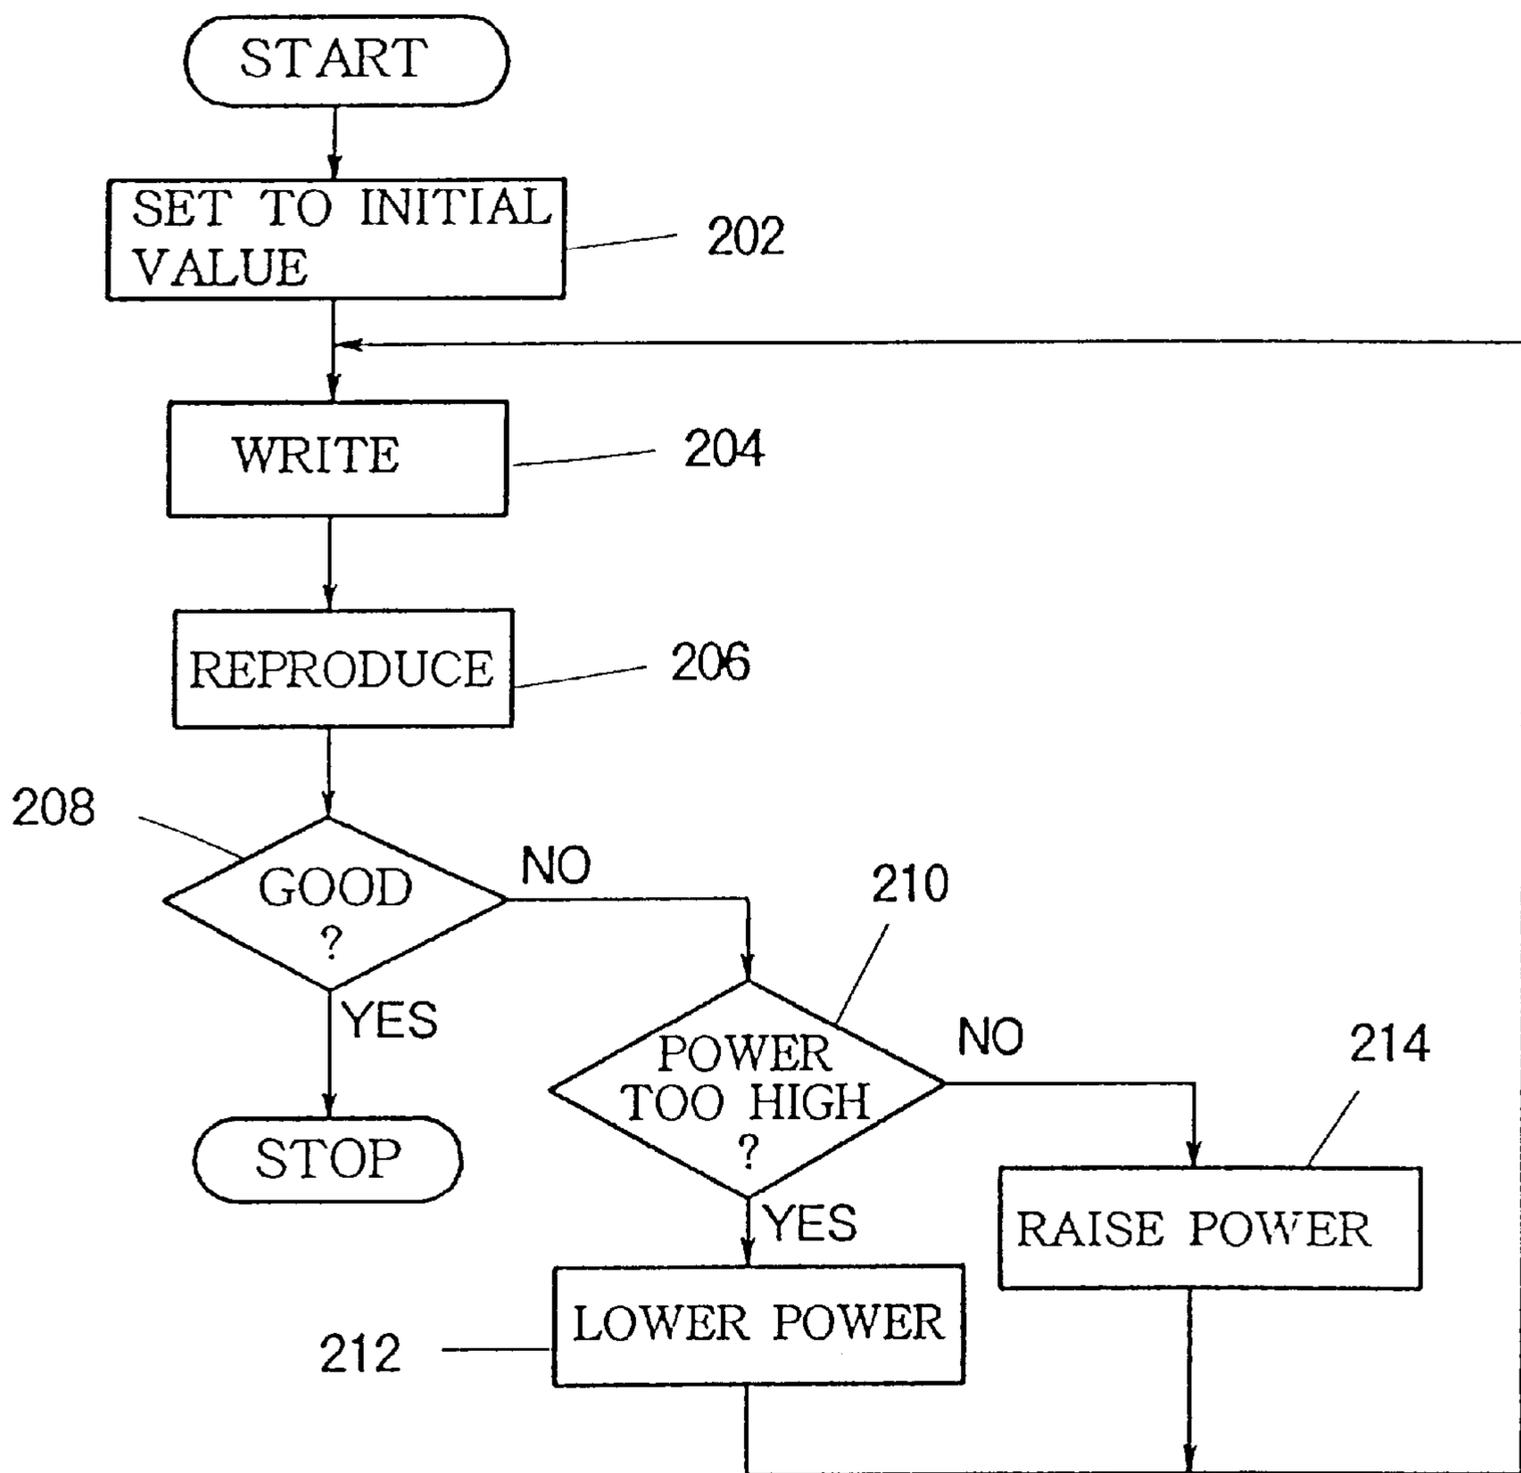 START
SET TO INITIAL
VALUE
202
WRITE
204
REPRODUCE
206
208
GOOD
?
NO
YES
STOP
210
POWER
TOO HIGH
?
NO
YES
214
RAISE POWER
LOWER POWER
212